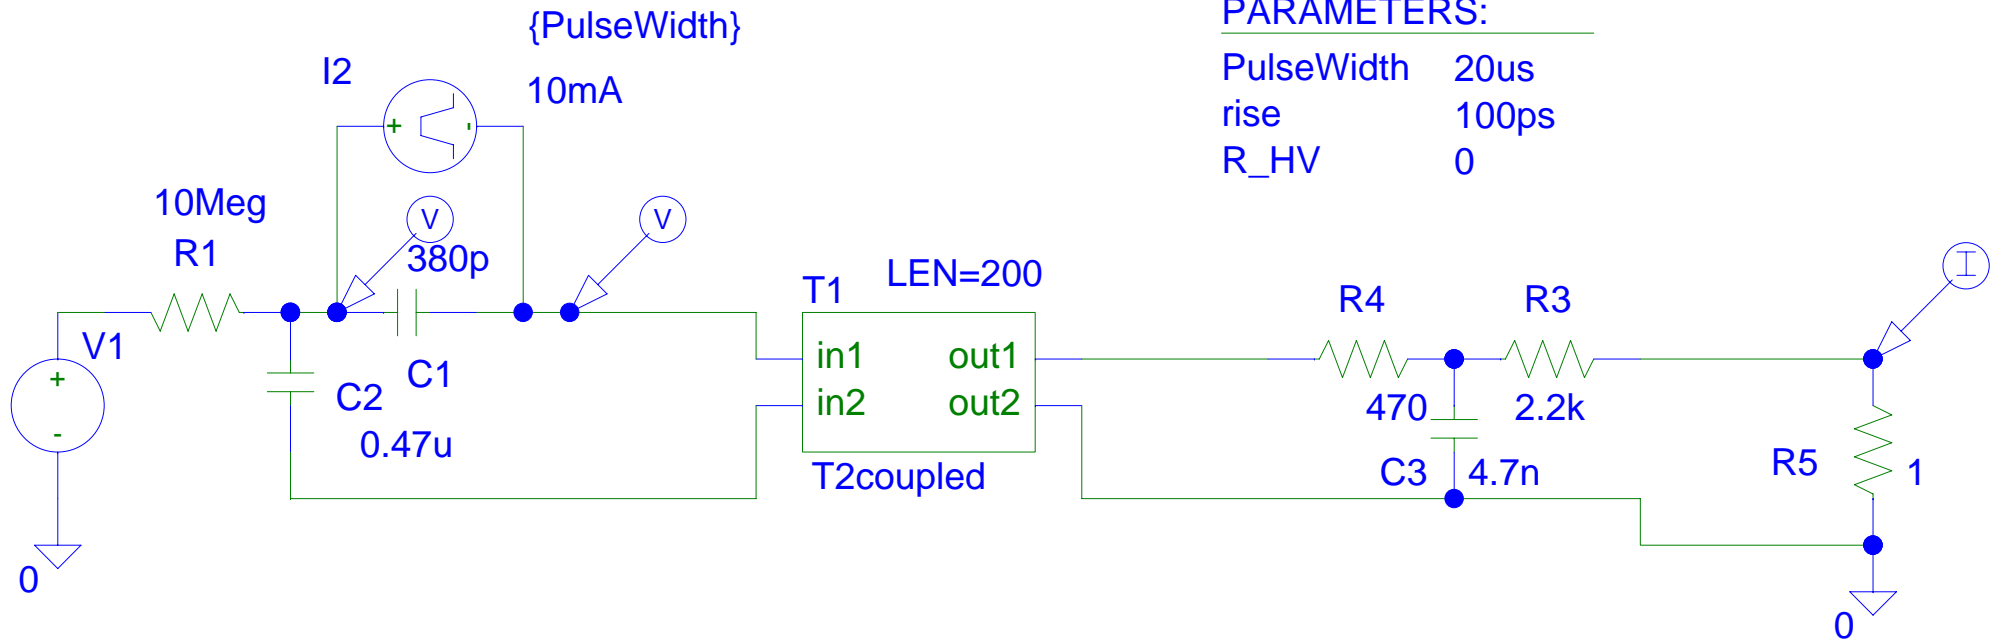 {PulseWidth}
10mA
I2
+ -
PARAMETERS:
PulseWidth 20us
rise 100ps
R_HV 0
10Meg
R1
V
380p
V
C1
V1
+
-
0
C2
0.47u
T1
LEN=200
in1 out1
in2 out2
T2coupled
R4
470
R3
2.2k
C3 4.7n
I
R5 1
0